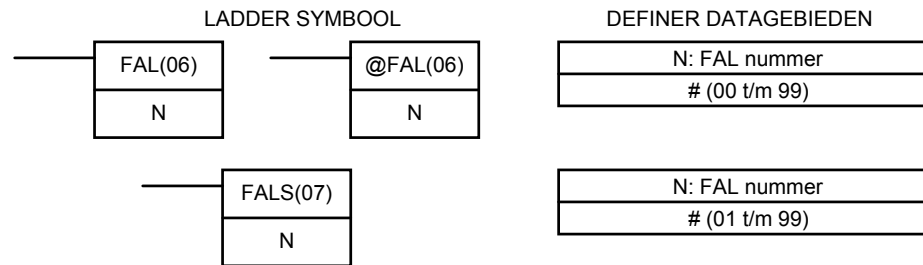 LADDER SYMBOOL DEFINER DATAGEBIEDEN
FAL(06) @FAL(06) N: FAL nummer
N N # (00 t/m 99)
FALS(07) N: FAL nummer
N # (01 t/m 99)